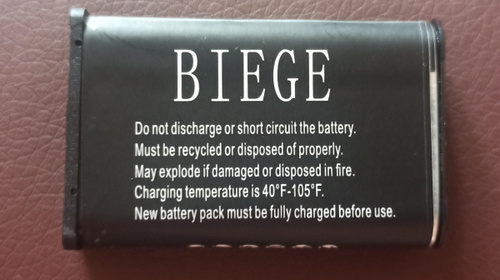 BIEGE
Do not discharge or short circuit the battery.
Must be recycled or disposed of properly.
May explode if damaged or disposed in fire.
Charging temperature is 40°F-105°F.
New battery pack must be fully charged before use.